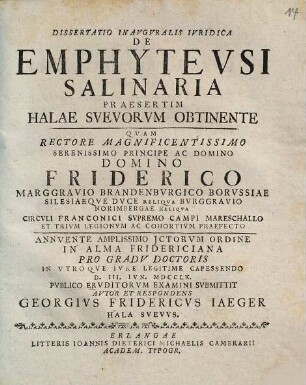 14
DISSERTATIO INAVGVRALIS IVRIDICA
DE
EMPHYTEVSI
SALINARIA
PRAESERTIM
HALAE SVEVORVM OBTINENTE
QVAM
RECTORE MAGNIFICENTISSIMO
SERENISSIMO PRINCIPE AC DOMINO
DOMINO
FRIDERICO
MARGGRAVIO BRANDENBVRGICO BORVSSIAE
SILESIAEQVE DVCE RELIQVA BVRGGRAVIO
NORIMBERGAE RELIQVA
CIRCVLI FRANCONICI SVPREMO CAMPI MARESCHALLO
ET TRIVM LEGIONVM AC COHORTIVM PRAEFECTO
ANNVENTE AMPLISSIMO JCTORVM ORDINE
IN ALMA FRIDERICIANA
PRO GRADV DOCTORIS
IN VTROQVE IVRE LEGITIME CAPESSENDO
D. III. IVN. MDCCLX.
PVBLICO ERVDITORVM EXAMINI SVBMITTIT
AVTOR ET RESPONDENS
GEORGIVS FRIDERICVS IAEGER
HALA SVEVVS.
ERLANGAE
LITTERIS IOANNIS DIETERICI MICHAELIS CAMERARII
ACADEM. TYPOGR.